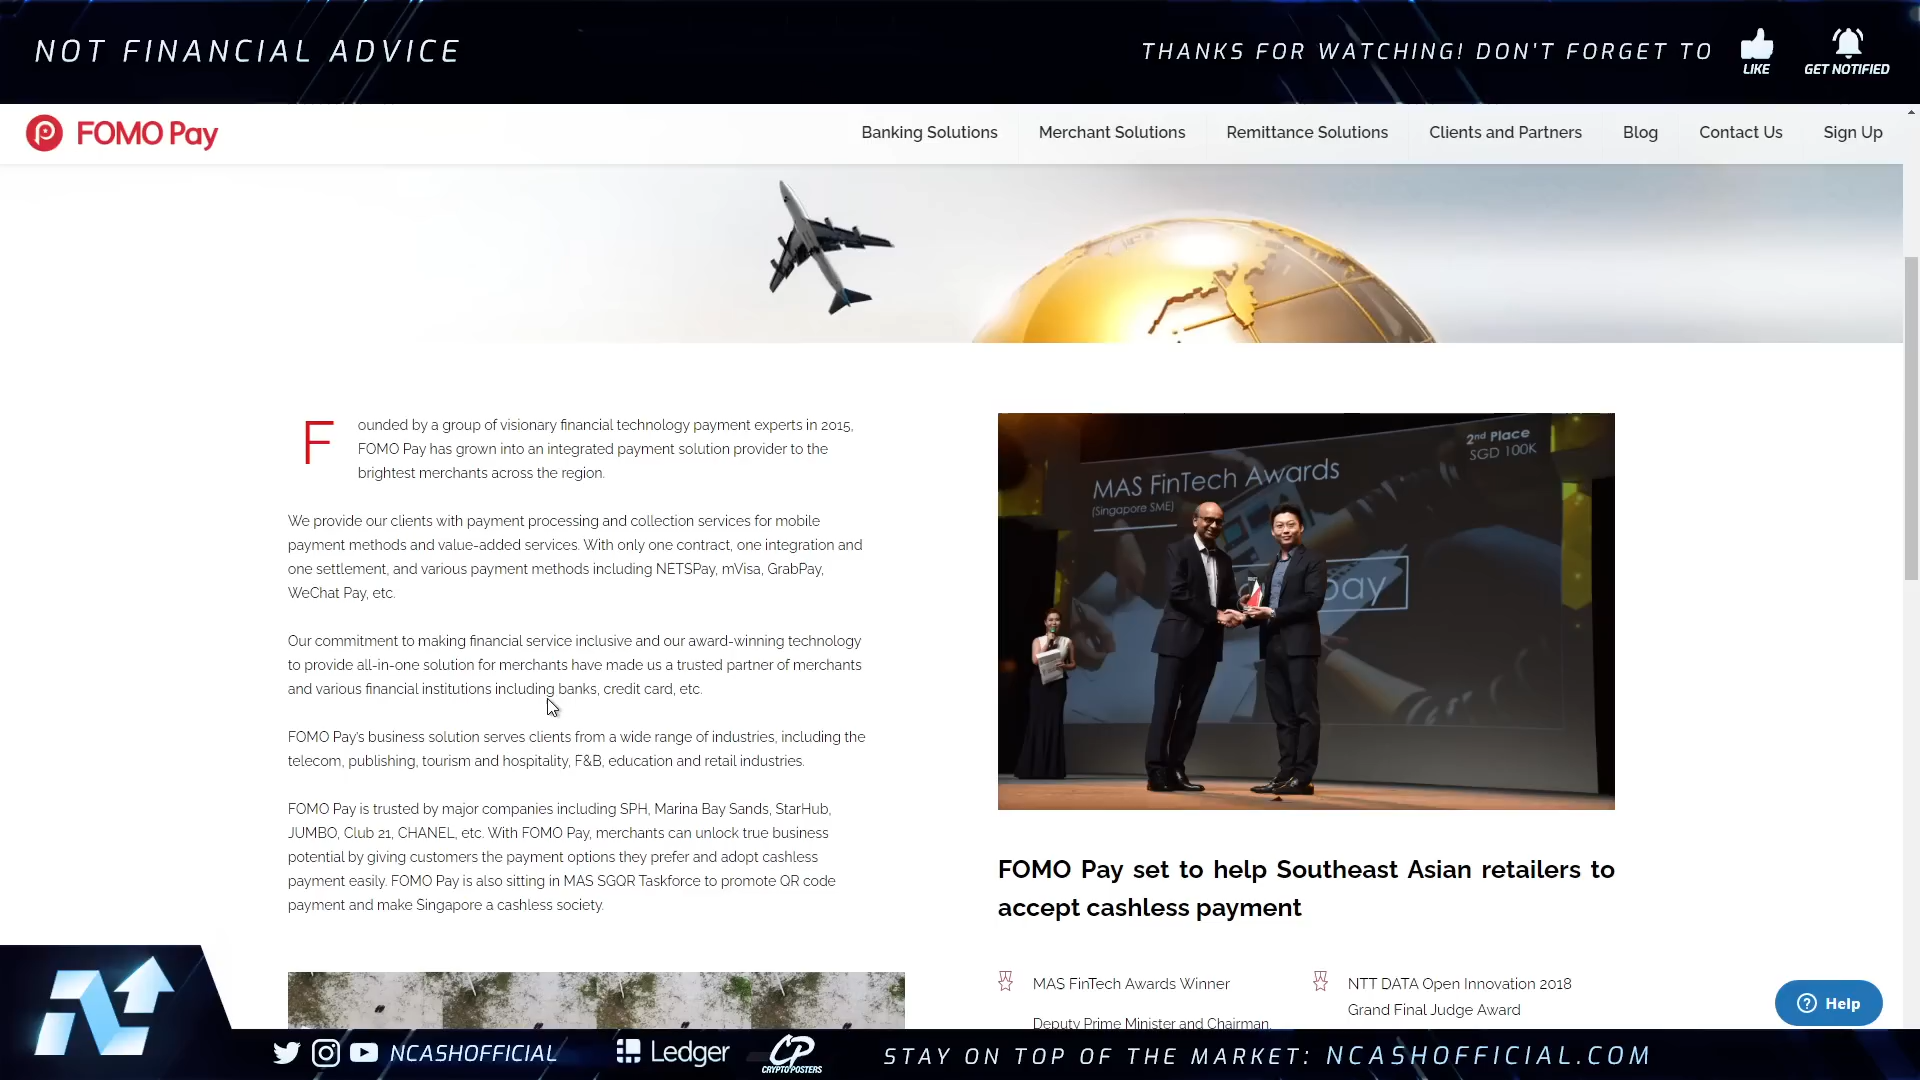 NOT FINANCIAL ADVICE
THANKS FOR WATCHING! DON'T FORGET TO
LIKE
GET NOTIFIED
FOMO Pay
Banking Solutions
Merchant Solutions
Remittance Solutions
Clients and Partners
Blog
Contact Us
Sign Up
Founded by a group of visionary financial technology payment experts in 2015,
FOMO Pay has grown into an integrated payment solution provider to the
brightest merchants across the region.
We provide our clients with payment processing and collection services for mobile
payment methods and value-added services. With only one contract, one integration and
one settlement, and various payment methods including NETSPay, mVisa, GrabPay,
WeChat Pay, etc.
Our commitment to making financial service inclusive and our award-winning technology
to provide all-in-one solution for merchants have made us a trusted partner of merchants
and various financial institutions including banks, credit card, etc.
FOMO Pay's business solution serves clients from a wide range of industries, including the
telecom, publishing, tourism and hospitality, F&B, education and retail industries.
FOMO Pay is trusted by major companies including SPH, Marina Bay Sands, StarHub,
JUMBO, Club 21, CHANEL, etc. With FOMO Pay, merchants can unlock true business
potential by giving customers the payment options they prefer and adopt cashless
payment easily. FOMO Pay is also sitting in MAS SGQR Taskforce to promote QR code
payment and make Singapore a cashless society.
2nd Place
SGD 100K
MAS FinTech Awards
(Singapore SME)
pay
FOMO Pay set to help Southeast Asian retailers to
accept cashless payment
MAS FinTech Awards Winner
Deputy Prime Minister and Chairman,
NTT DATA Open Innovation 2018
Grand Final Judge Award
Help
NCASHOFFICIAL
Ledger
CP
CRYPTOPOSTERS
STAY ON TOP OF THE MARKET: NCASHOFFICIAL.COM